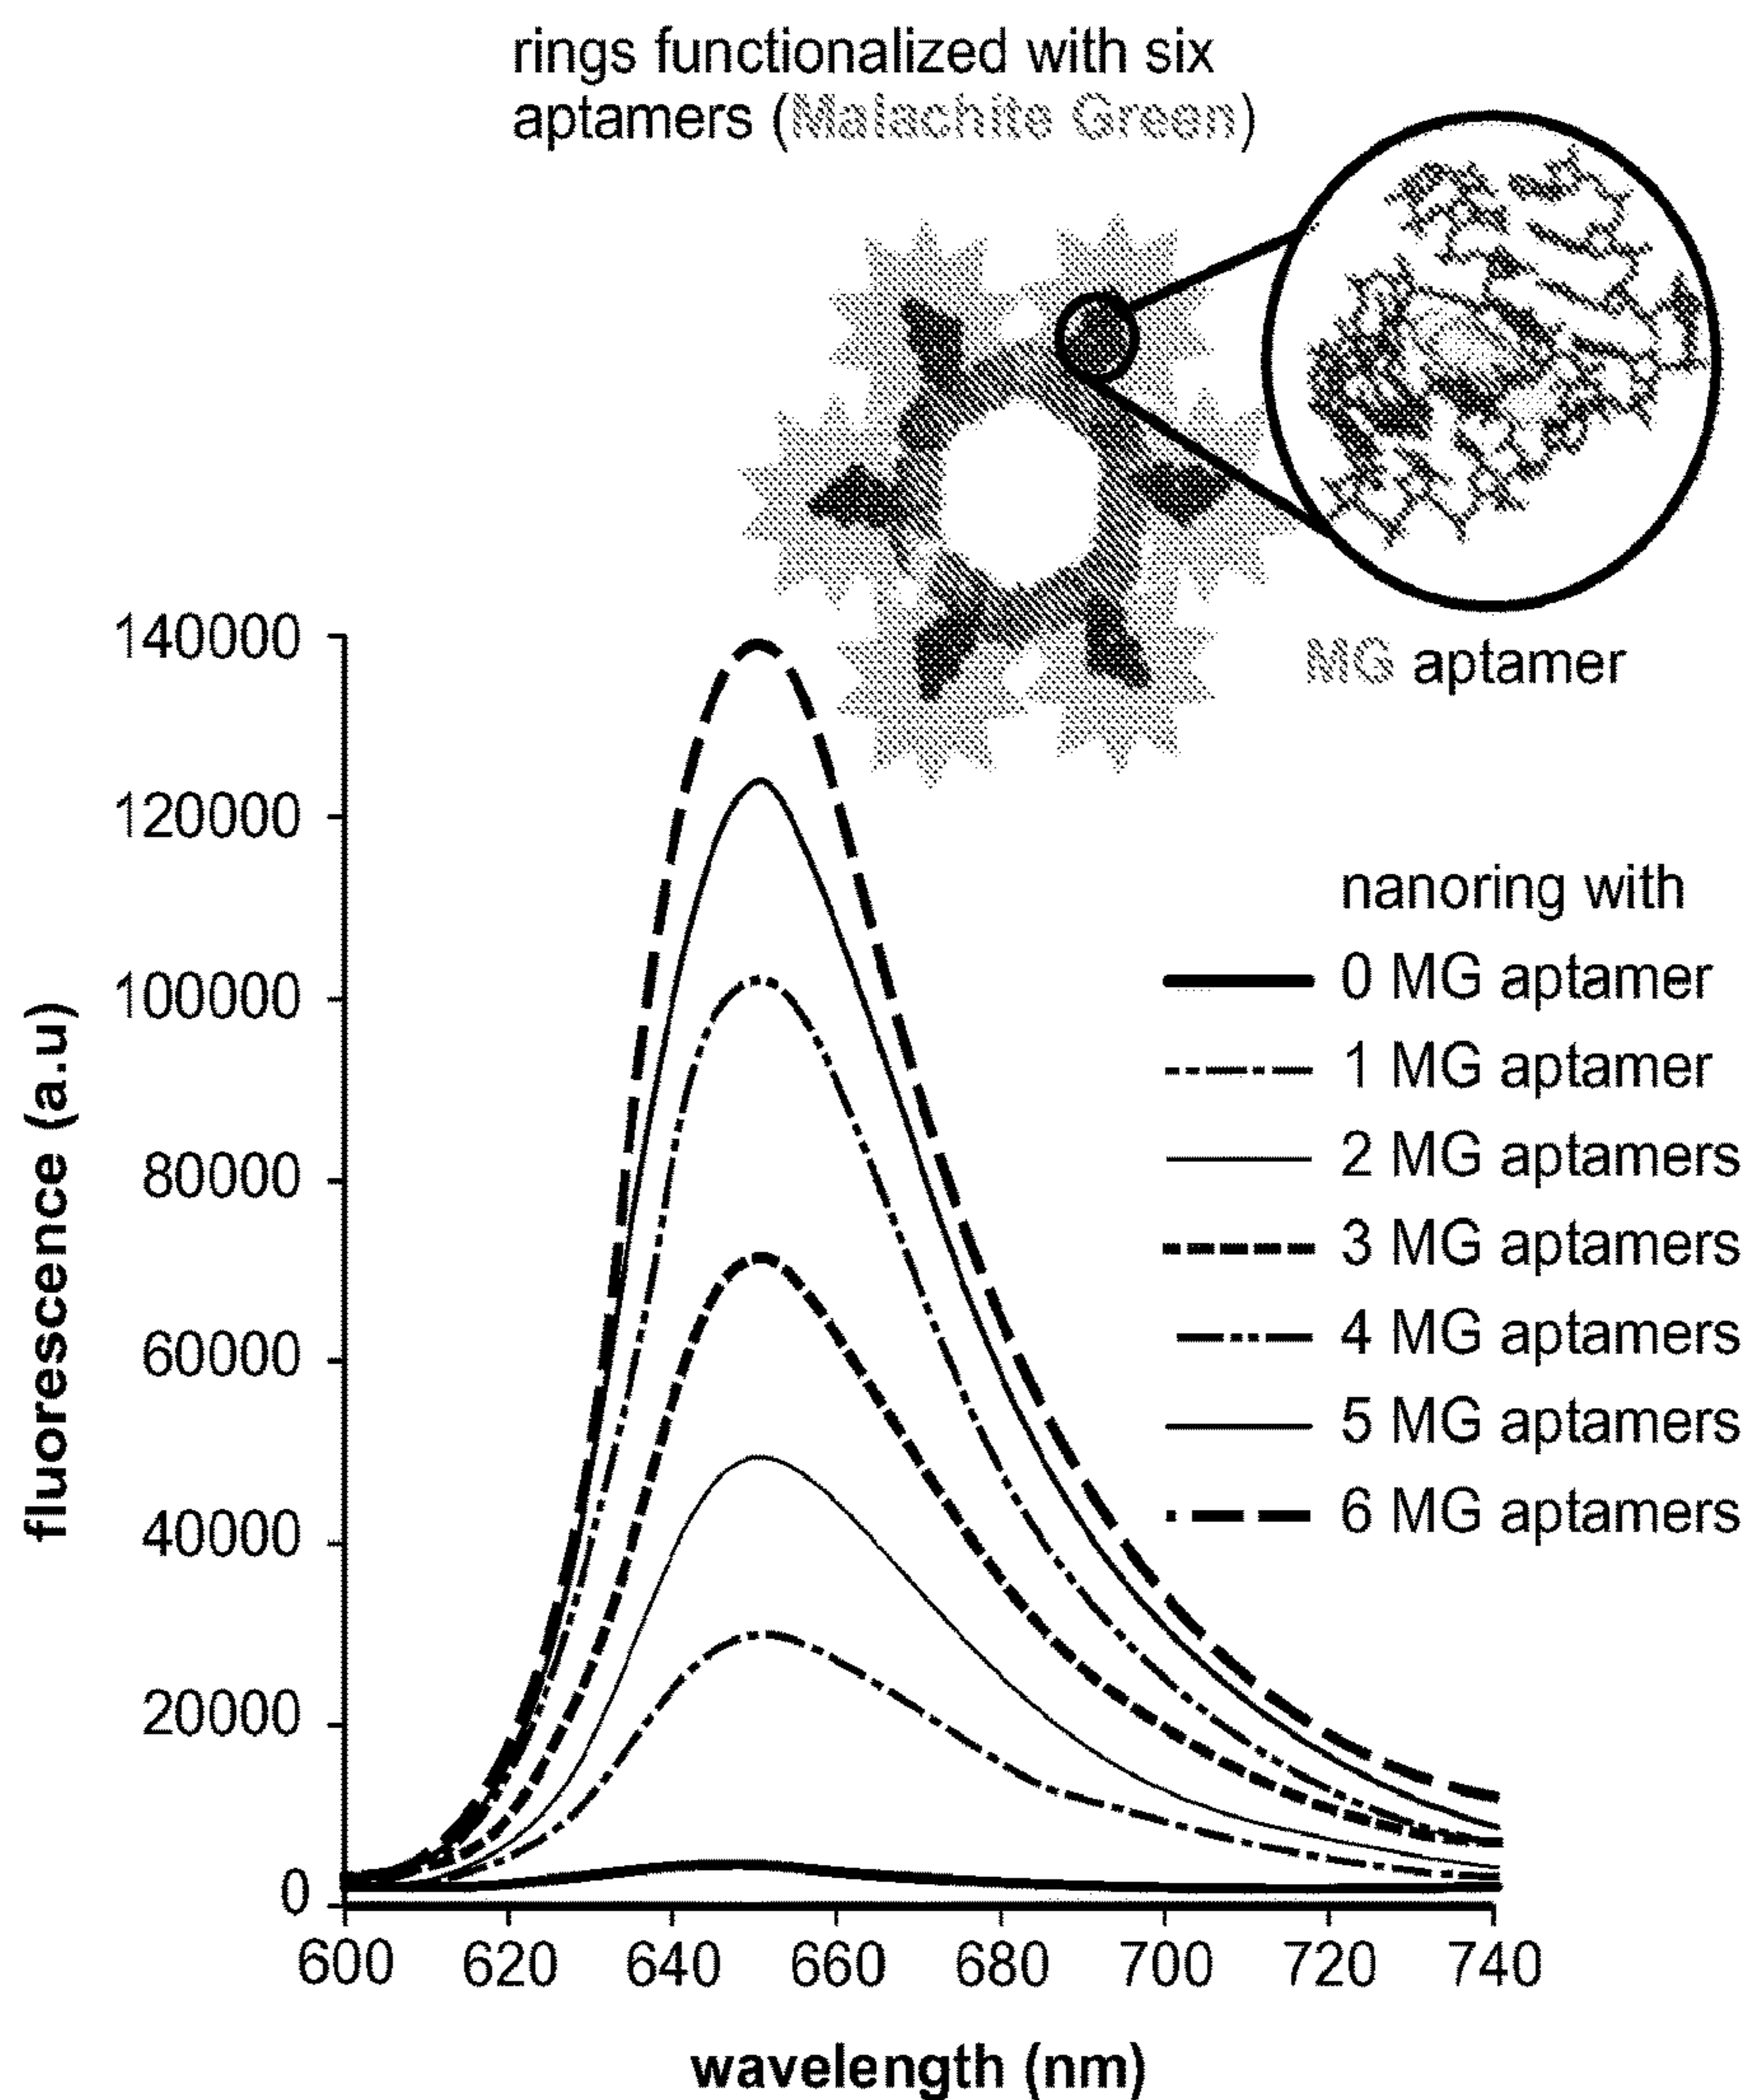 rings functionalized with six
aptamers (Malachite Green)
MG aptamer
140000
120000
100000
80000
60000
40000
20000
0
fluorescence (a.u)
nanoring with
0 MG aptamer
1 MG aptamer
2 MG aptamers
3 MG aptamers
4 MG aptamers
5 MG aptamers
6 MG aptamers
600 620 640 660 680 700 720 740
wavelength (nm)